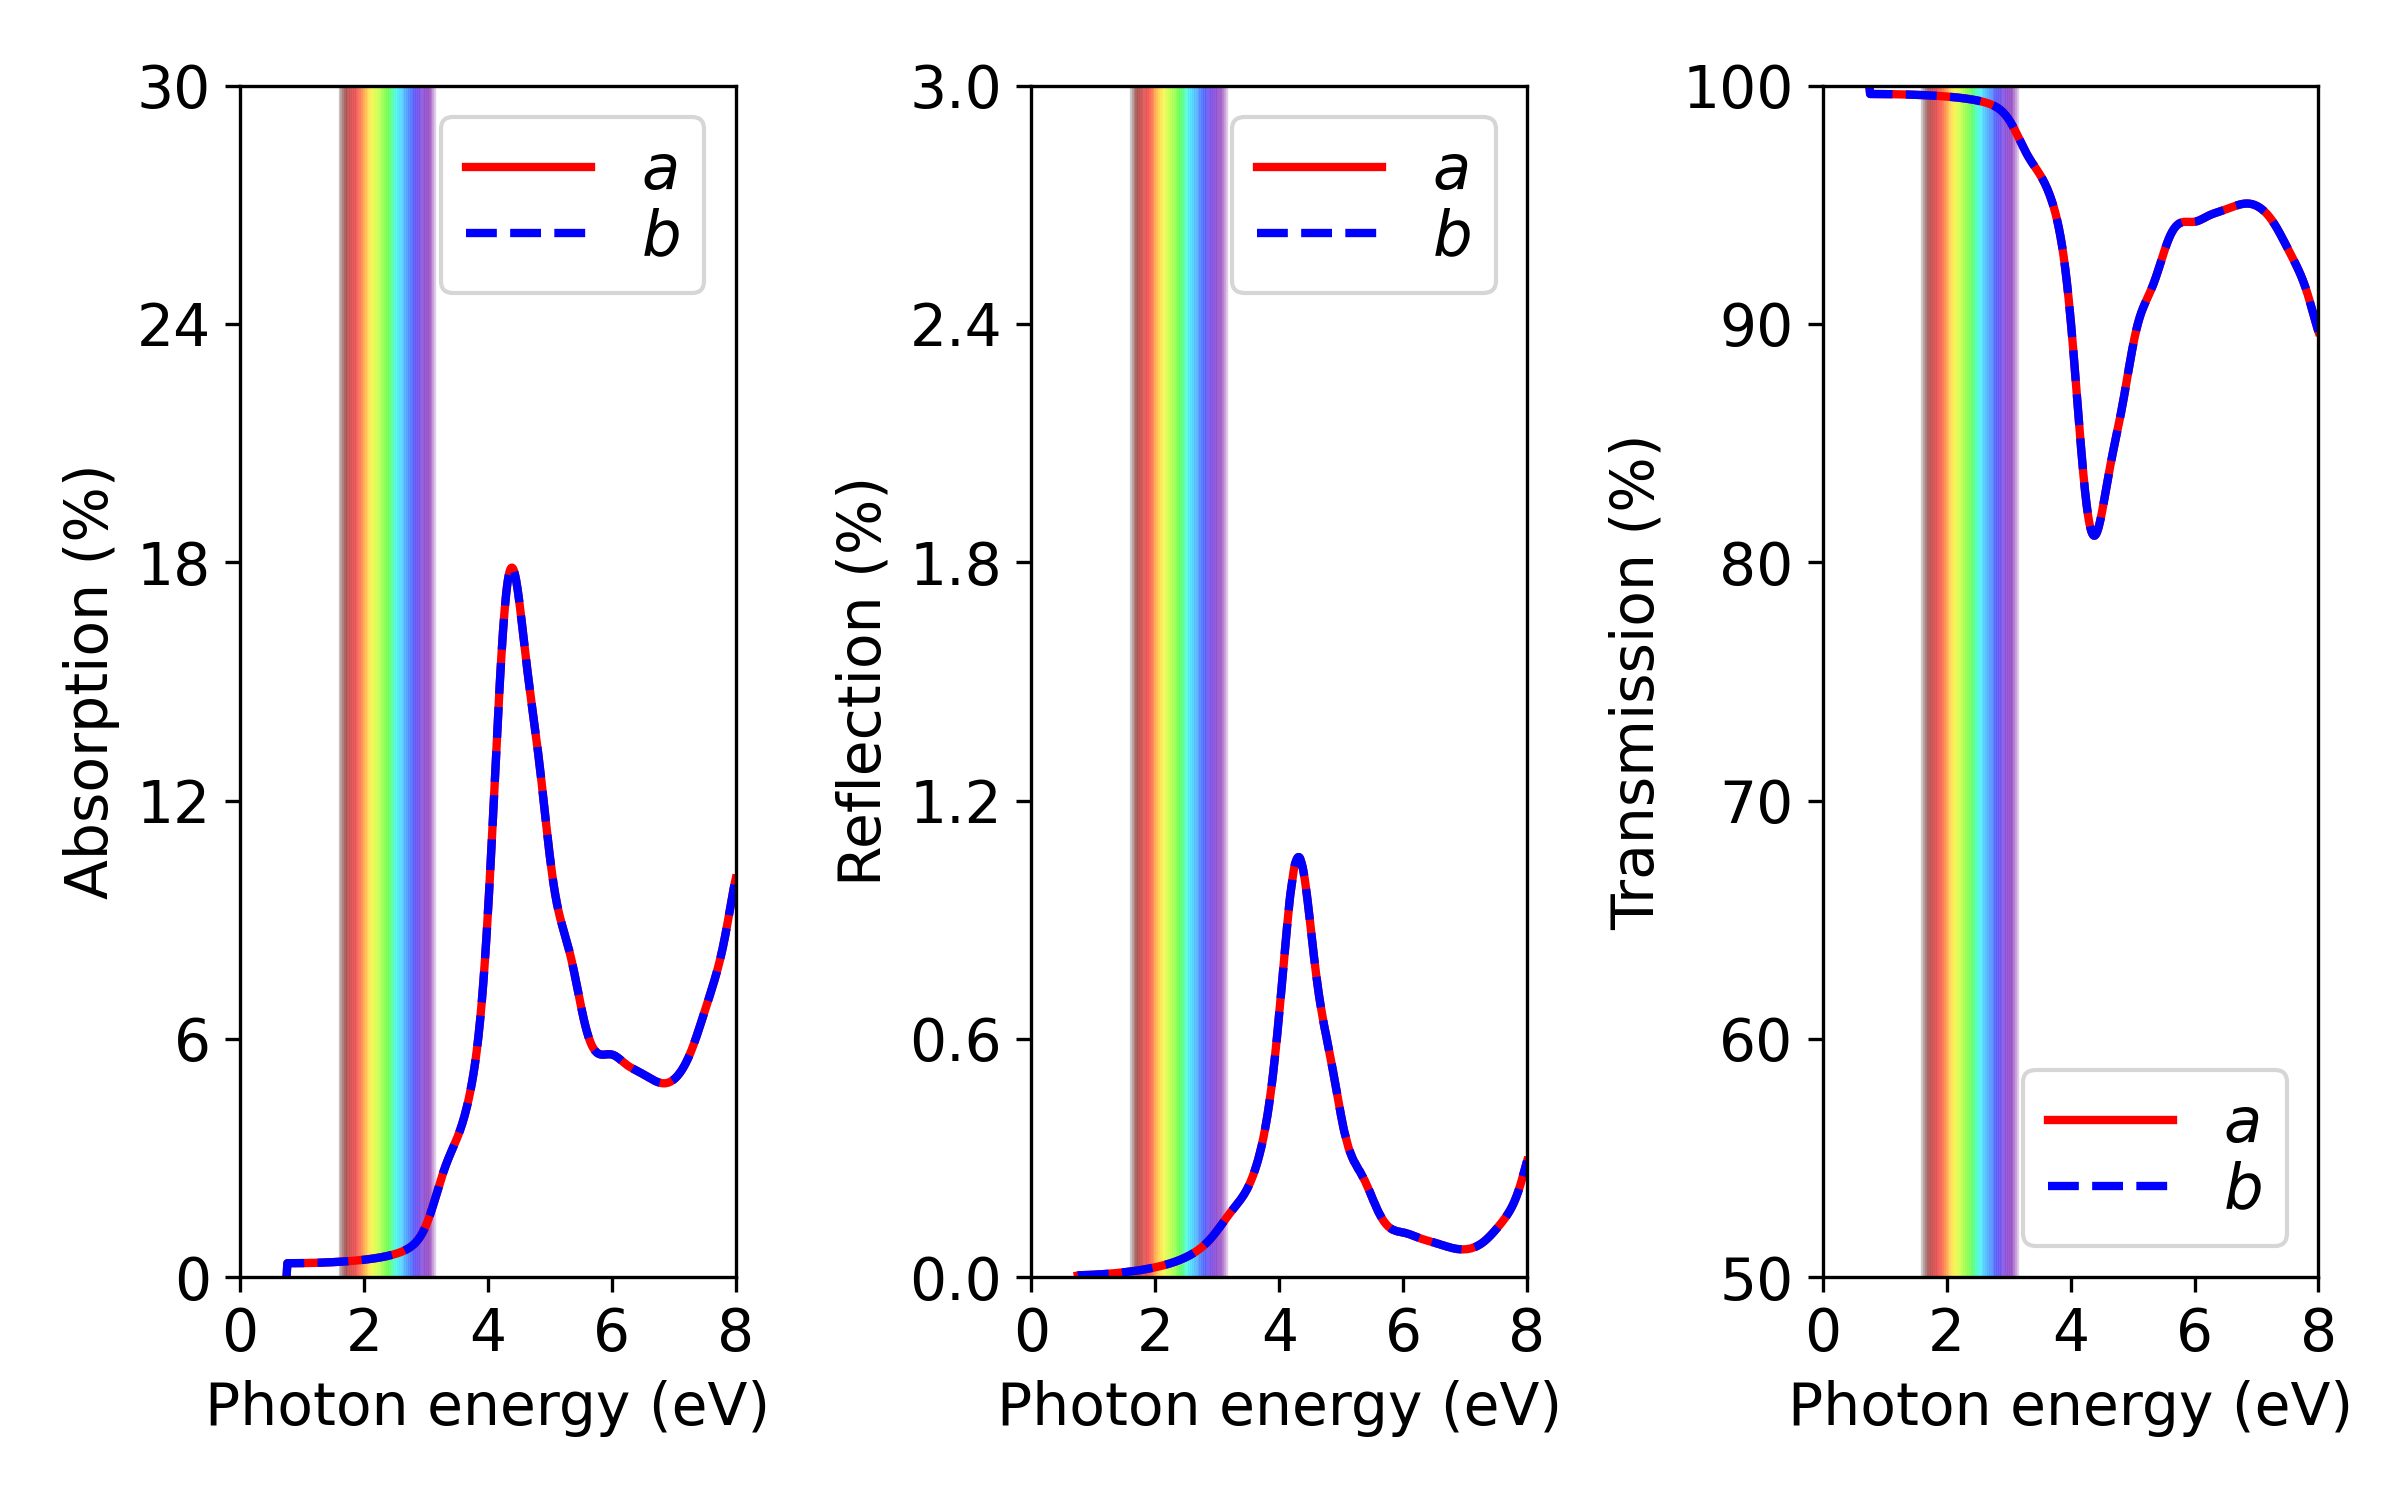 30
24
18
12
6
0
0 2 4 6 8
Absorption (%)
Photon energy (eV)
a
b
3.0
2.4
1.8
1.2
0.6
0.0
0 2 4 6 8
Reflection (%)
Photon energy (eV)
a
b
100
90
80
70
60
50
0 2 4 6 8
Transmission (%)
Photon energy (eV)
a
b